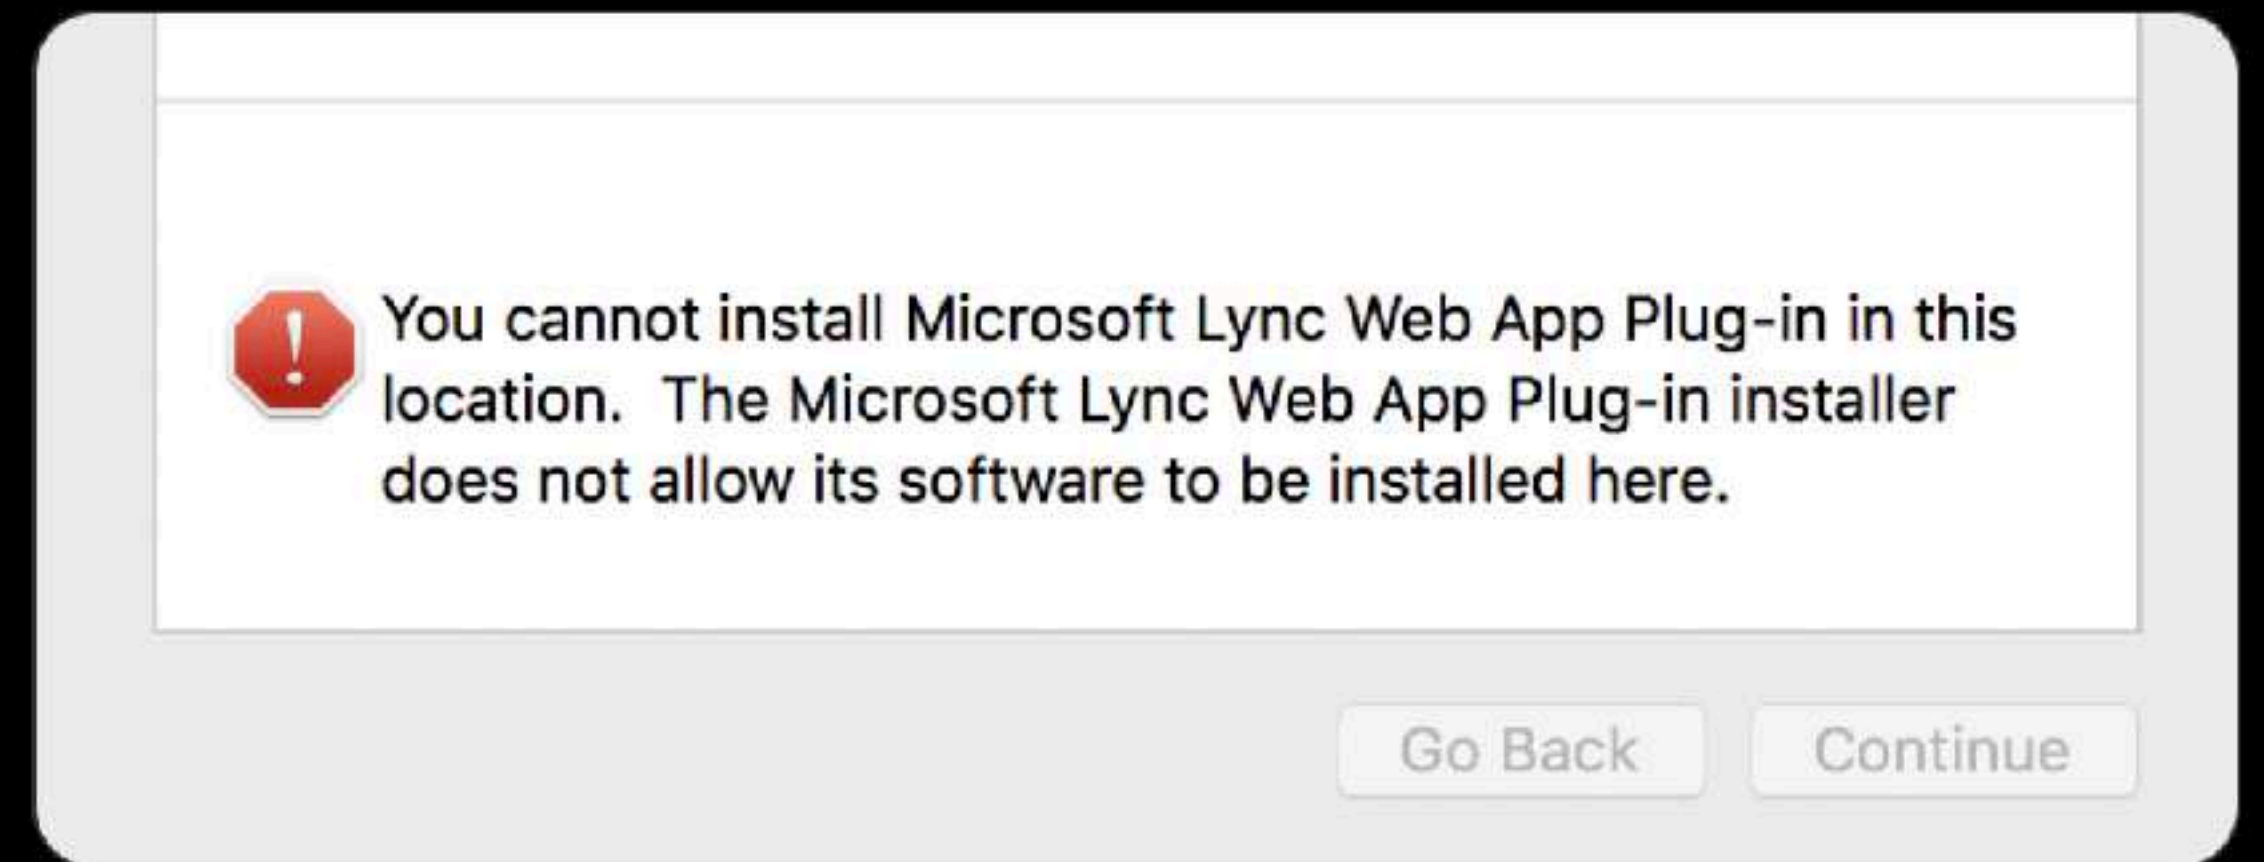 You cannot install Microsoft Lync Web App Plug-in in this
location.  The Microsoft Lync Web App Plug-in installer
does not allow its software to be installed here.
Go Back
Continue